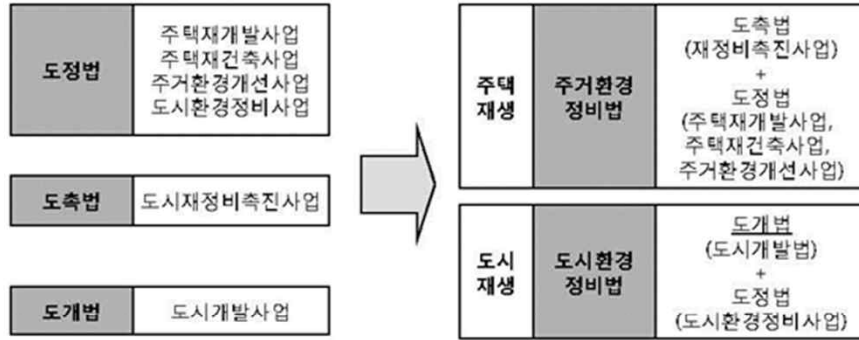 도정법
주택재개발사업
주택재건축사업
주거환경개선사업
도시환경정비사업
도촉법
도시재정비촉진사업
도개법
도시개발사업
주택
재생
주거환경
정비법
도촉법
(재정비촉진사업)
+
도정법
(주택재개발사업,
주택재건축사업,
주거환경개선사업)
도시
재생
도시환경
정비법
도개법
(도시개발법)
+
도정법
(도시환경정비사업)